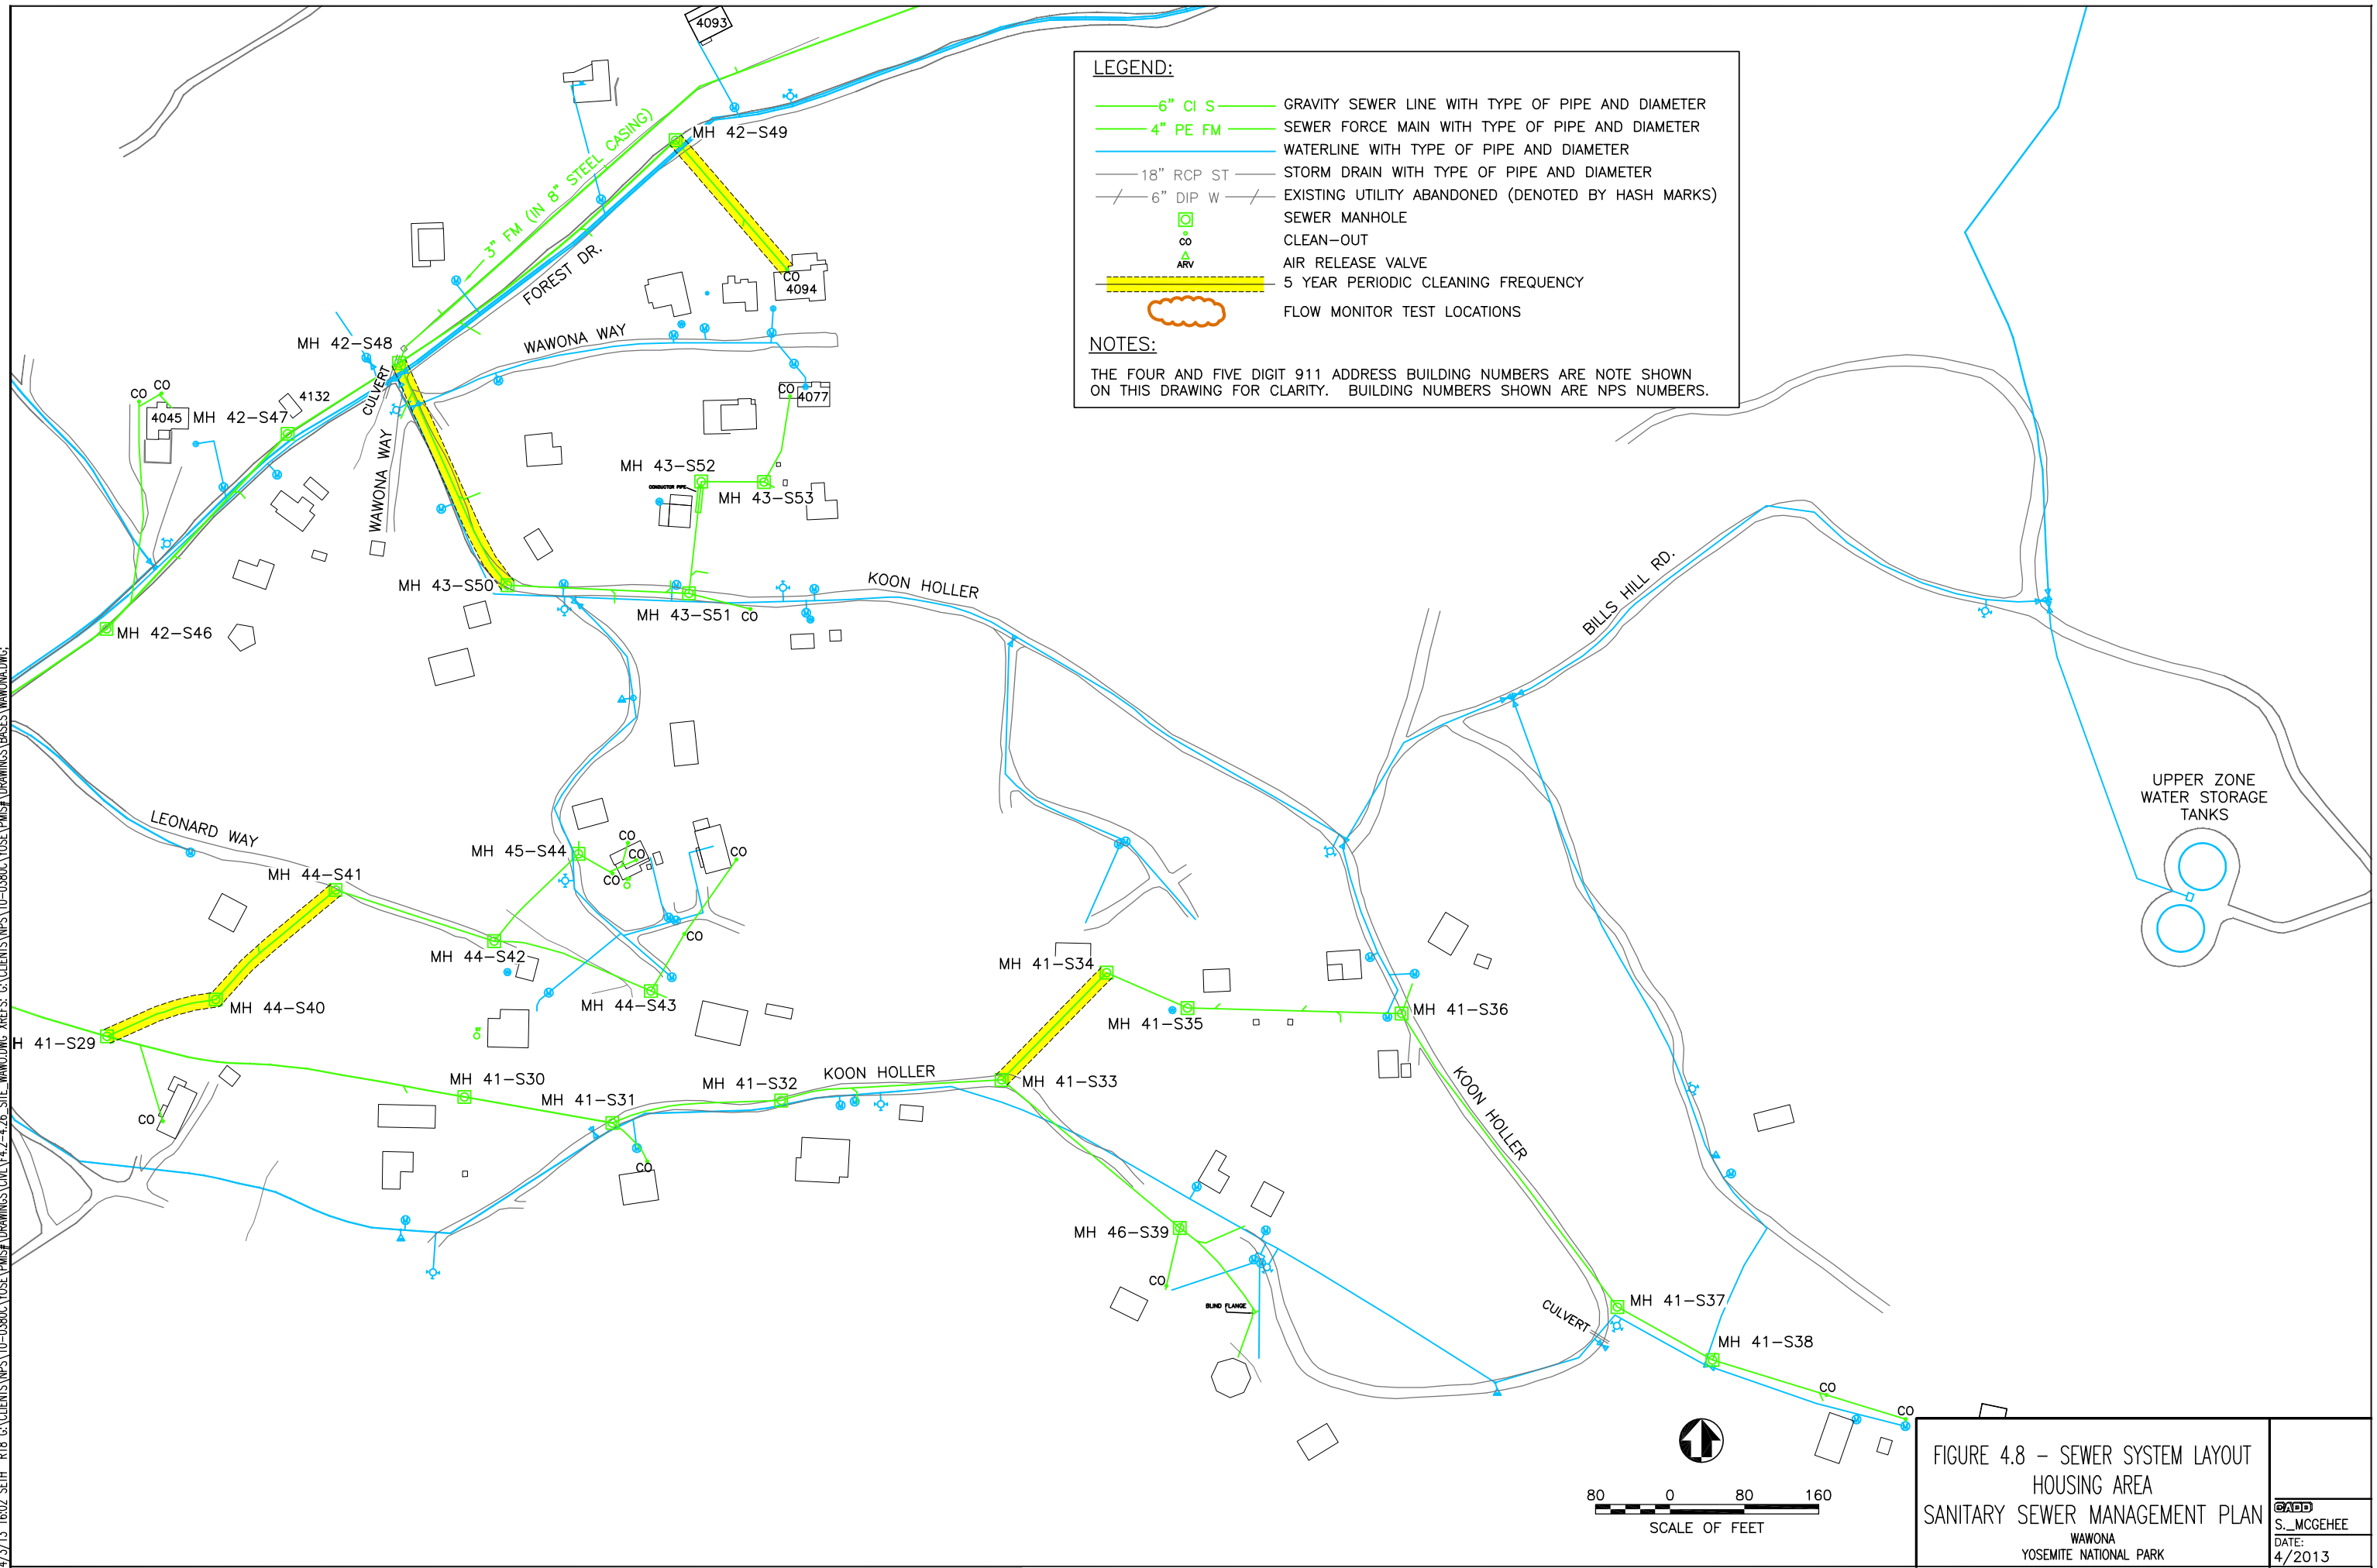 4093
LEGEND:
6" CI S GRAVITY SEWER LINE WITH TYPE OF PIPE AND DIAMETER
4" PE FM SEWER FORCE MAIN WITH TYPE OF PIPE AND DIAMETER
WATERLINE WITH TYPE OF PIPE AND DIAMETER
18" RCP ST STORM DRAIN WITH TYPE OF PIPE AND DIAMETER
6" DIP W EXISTING UTILITY ABANDONED (DENOTED BY HASH MARKS)
SEWER MANHOLE
CO CLEAN-OUT
ARV AIR RELEASE VALVE
5 YEAR PERIODIC CLEANING FREQUENCY
FLOW MONITOR TEST LOCATIONS
NOTES:
THE FOUR AND FIVE DIGIT 911 ADDRESS BUILDING NUMBERS ARE NOTE SHOWN
ON THIS DRAWING FOR CLARITY. BUILDING NUMBERS SHOWN ARE NPS NUMBERS.
MH 42-S49
3" FM (IN 8" STEEL CASING)
FOREST DR.
CO
4094
WAWONA WAY
MH 42-S48
CULVERT
CO
CO
4132
4045
MH 42-S47
CO
4077
WAWONA WAY
MH 43-S52
CONDUCTOR PIPE
MH 43-S53
MH 43-S50
KOON HOLLER
MH 43-S51
CO
MH 42-S46
BILLS HILL RD.
UPPER ZONE
WATER STORAGE
TANKS
LEONARD WAY
MH 45-S44
CO
CO
CO
CO
MH 44-S41
MH 44-S42
CO
MH 44-S43
MH 44-S40
H 41-S29
MH 41-S34
MH 41-S35
MH 41-S36
MH 41-S30
MH 41-S31
MH 41-S32
KOON HOLLER
MH 41-S33
KOON HOLLER
CO
CO
MH 46-S39
CO
BLIND FLANGE
CULVERT
MH 41-S37
MH 41-S38
CO
CO
80 0 80 160
SCALE OF FEET
FIGURE 4.8 - SEWER SYSTEM LAYOUT
HOUSING AREA
SANITARY SEWER MANAGEMENT PLAN
WAWONA
YOSEMITE NATIONAL PARK
CADD
S._MCGEHEE
DATE:
4/2013